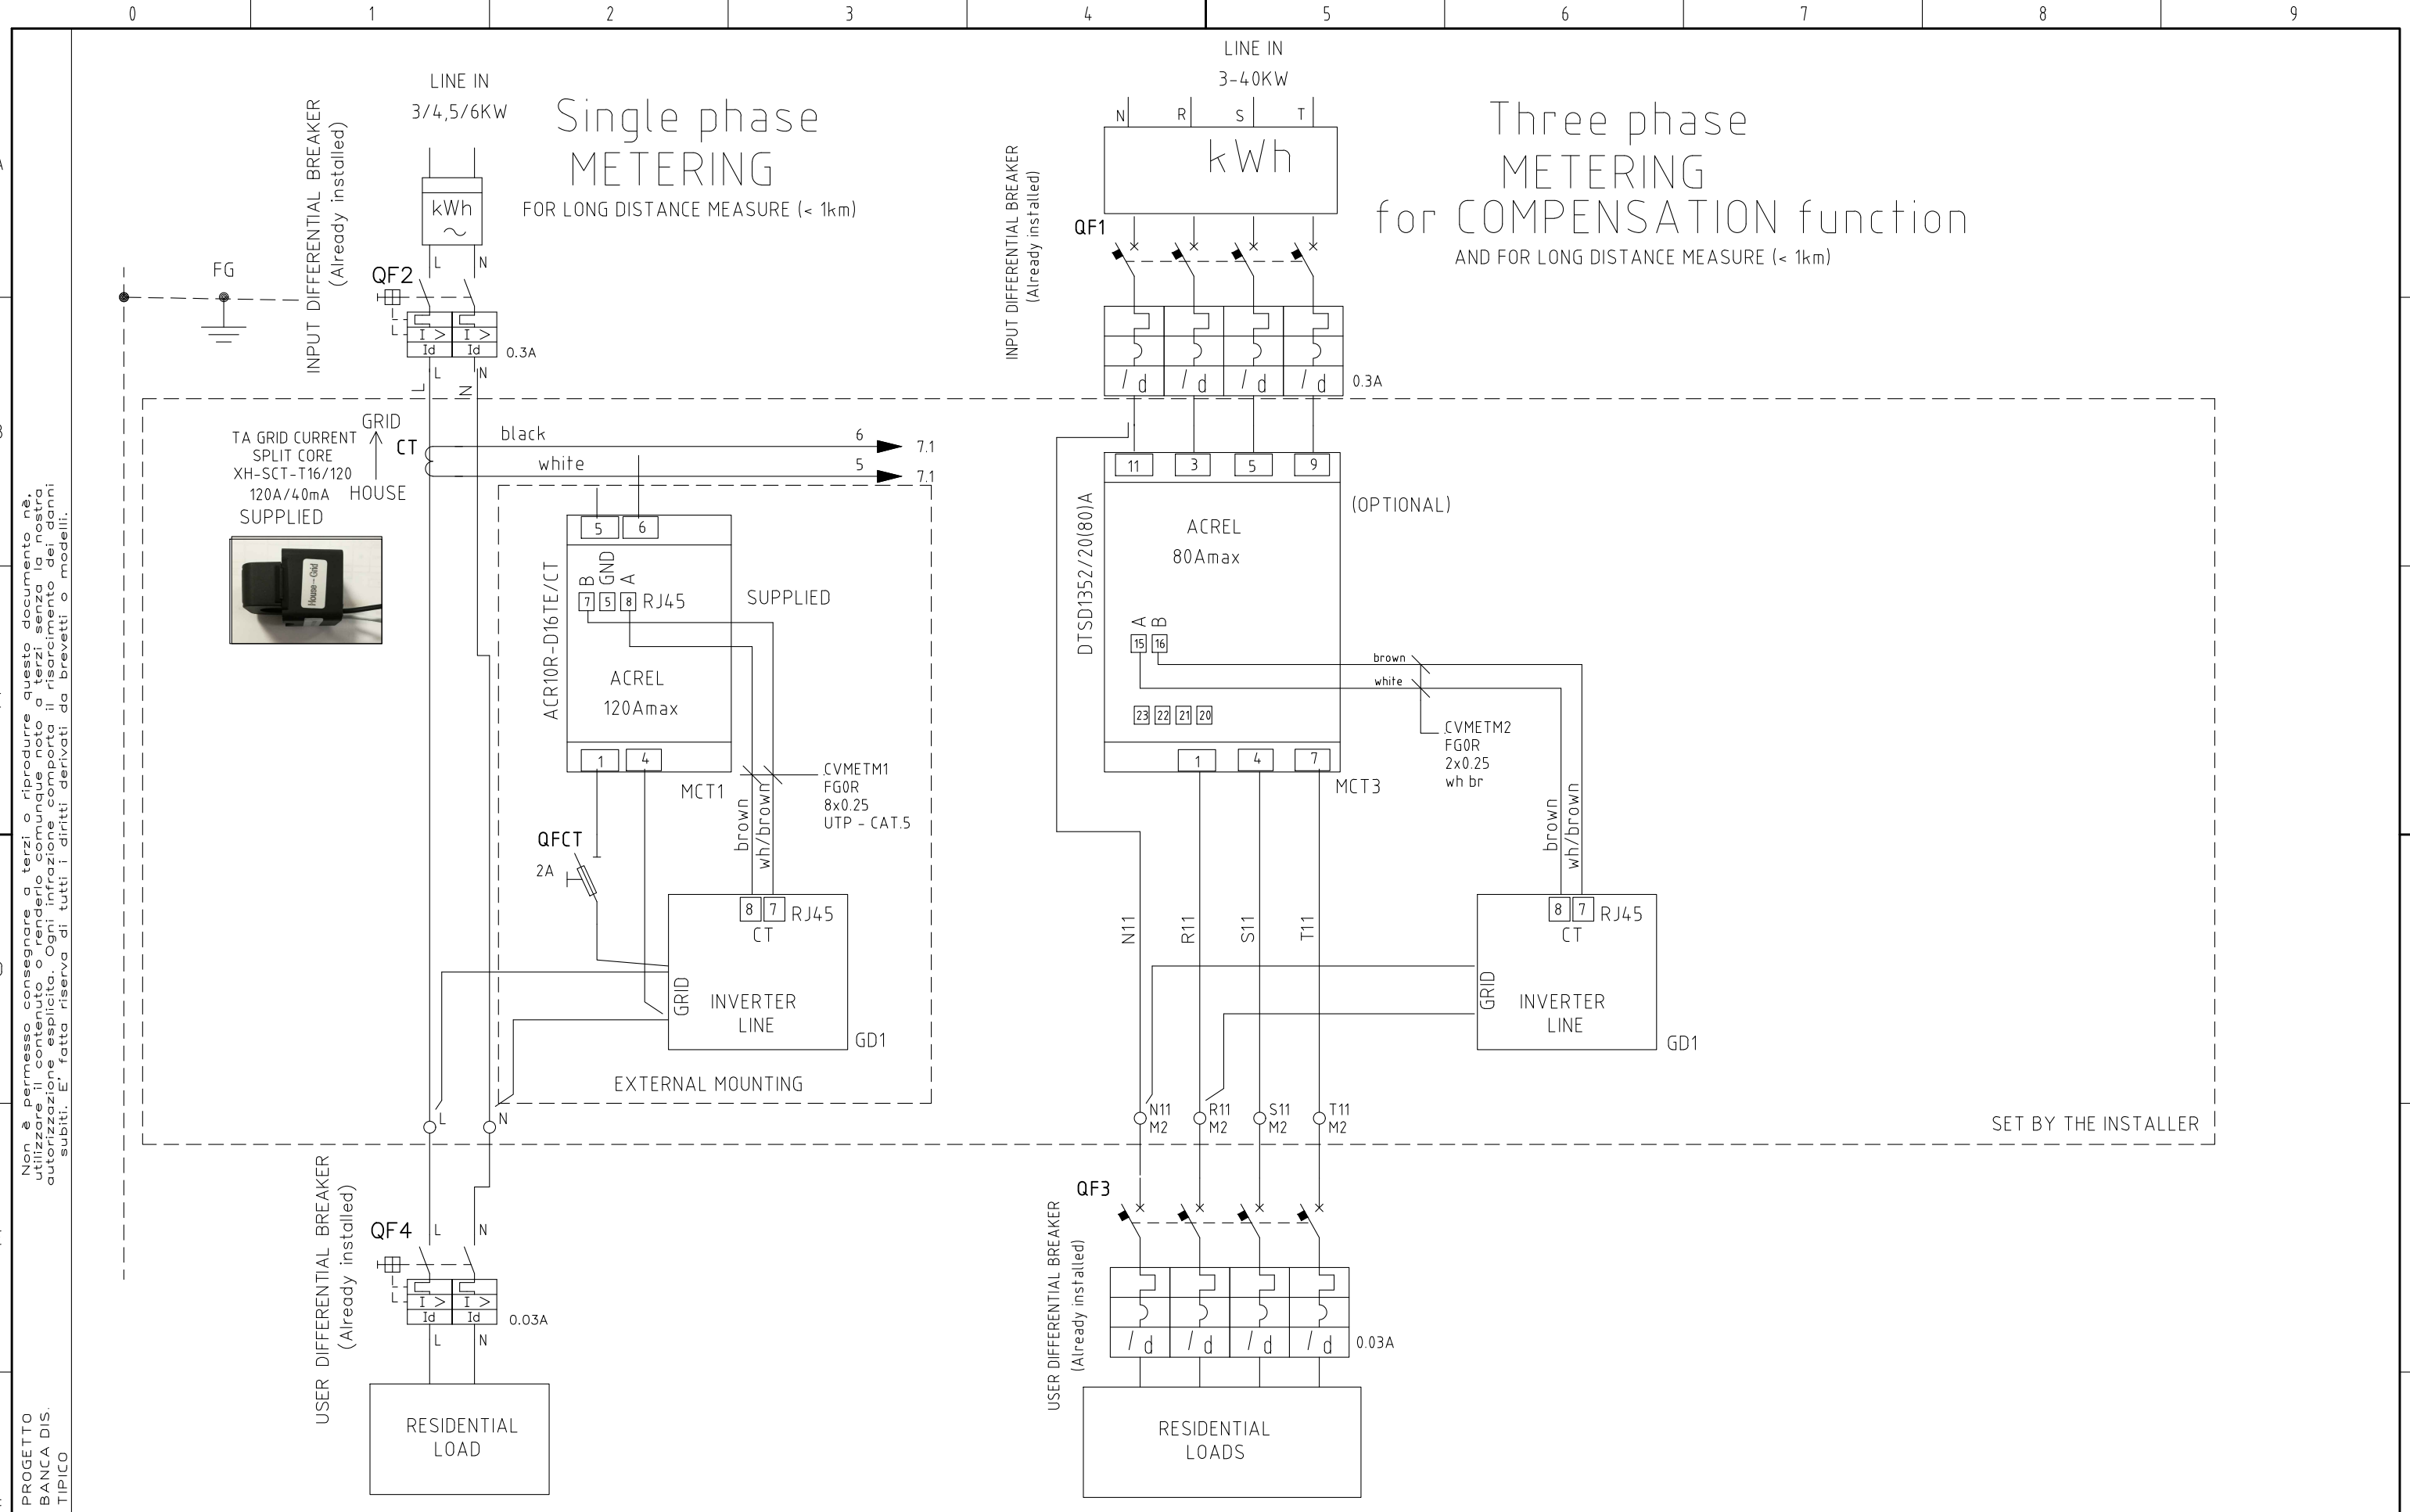 0 1 2 3 4 5 6 7 8 9
LINE IN
3/4,5/6KW
Single phase
METERING
FOR LONG DISTANCE MEASURE (< 1km)
INPUT DIFFERENTIAL BREAKER
(Already installed)
kWh
L N
QF2
FG
I > I >
Id Id
0.3A
L N
L N
GRID
TA GRID CURRENT
SPLIT CORE
XH-SCT-T16/120
120A/40mA
HOUSE
SUPPLIED
CT
House - Grid
black 6 7.1
white 5 7.1
5 6
B GND A
7 5 8 RJ45
SUPPLIED
ACR10R-D16TE/CT
ACREL
120Amax
1 4
MCT1
CVMETM1
FG0R
8x0.25
UTP - CAT.5
brown
wh/brown
QFCT
2A
8 7 RJ45
CT
GRID
INVERTER
LINE
GD1
EXTERNAL MOUNTING
L N
USER DIFFERENTIAL BREAKER
(Already installed)
QF4
L N
I > I >
Id Id
0.03A
L N
RESIDENTIAL
LOAD
LINE IN
3-40KW
N R S T
kWh
Three phase
METERING
for COMPENSATION function
AND FOR LONG DISTANCE MEASURE (< 1km)
INPUT DIFFERENTIAL BREAKER
(Already installed)
QF1
/ d / d / d / d
0.3A
11 3 5 9
(OPTIONAL)
DTSD1352/20(80)A
ACREL
80Amax
A B
15 16
brown
white
23 22 21 20
CVMETM2
FG0R
2x0.25
wh br
1 4 7
MCT3
brown
wh/brown
N11 R11 S11 T11
8 7 RJ45
CT
GRID
INVERTER
LINE
GD1
N11 R11 S11 T11
M2 M2 M2 M2
SET BY THE INSTALLER
QF3
USER DIFFERENTIAL BREAKER
(Already installed)
/ d / d / d / d
0.03A
RESIDENTIAL
LOADS
Non è permesso consegnare a terzi o riprodurre questo documento nè,
utilizzare il contenuto o renderlo comunque noto a terzi senza la nostra
autorizzazione esplicita. Ogni infrazione comporta il risarcimento dei danni
subiti. E' fatta riserva di tutti i diritti derivati da brevetti o modelli.
PROGETTO
BANCA DIS.
TIPICO